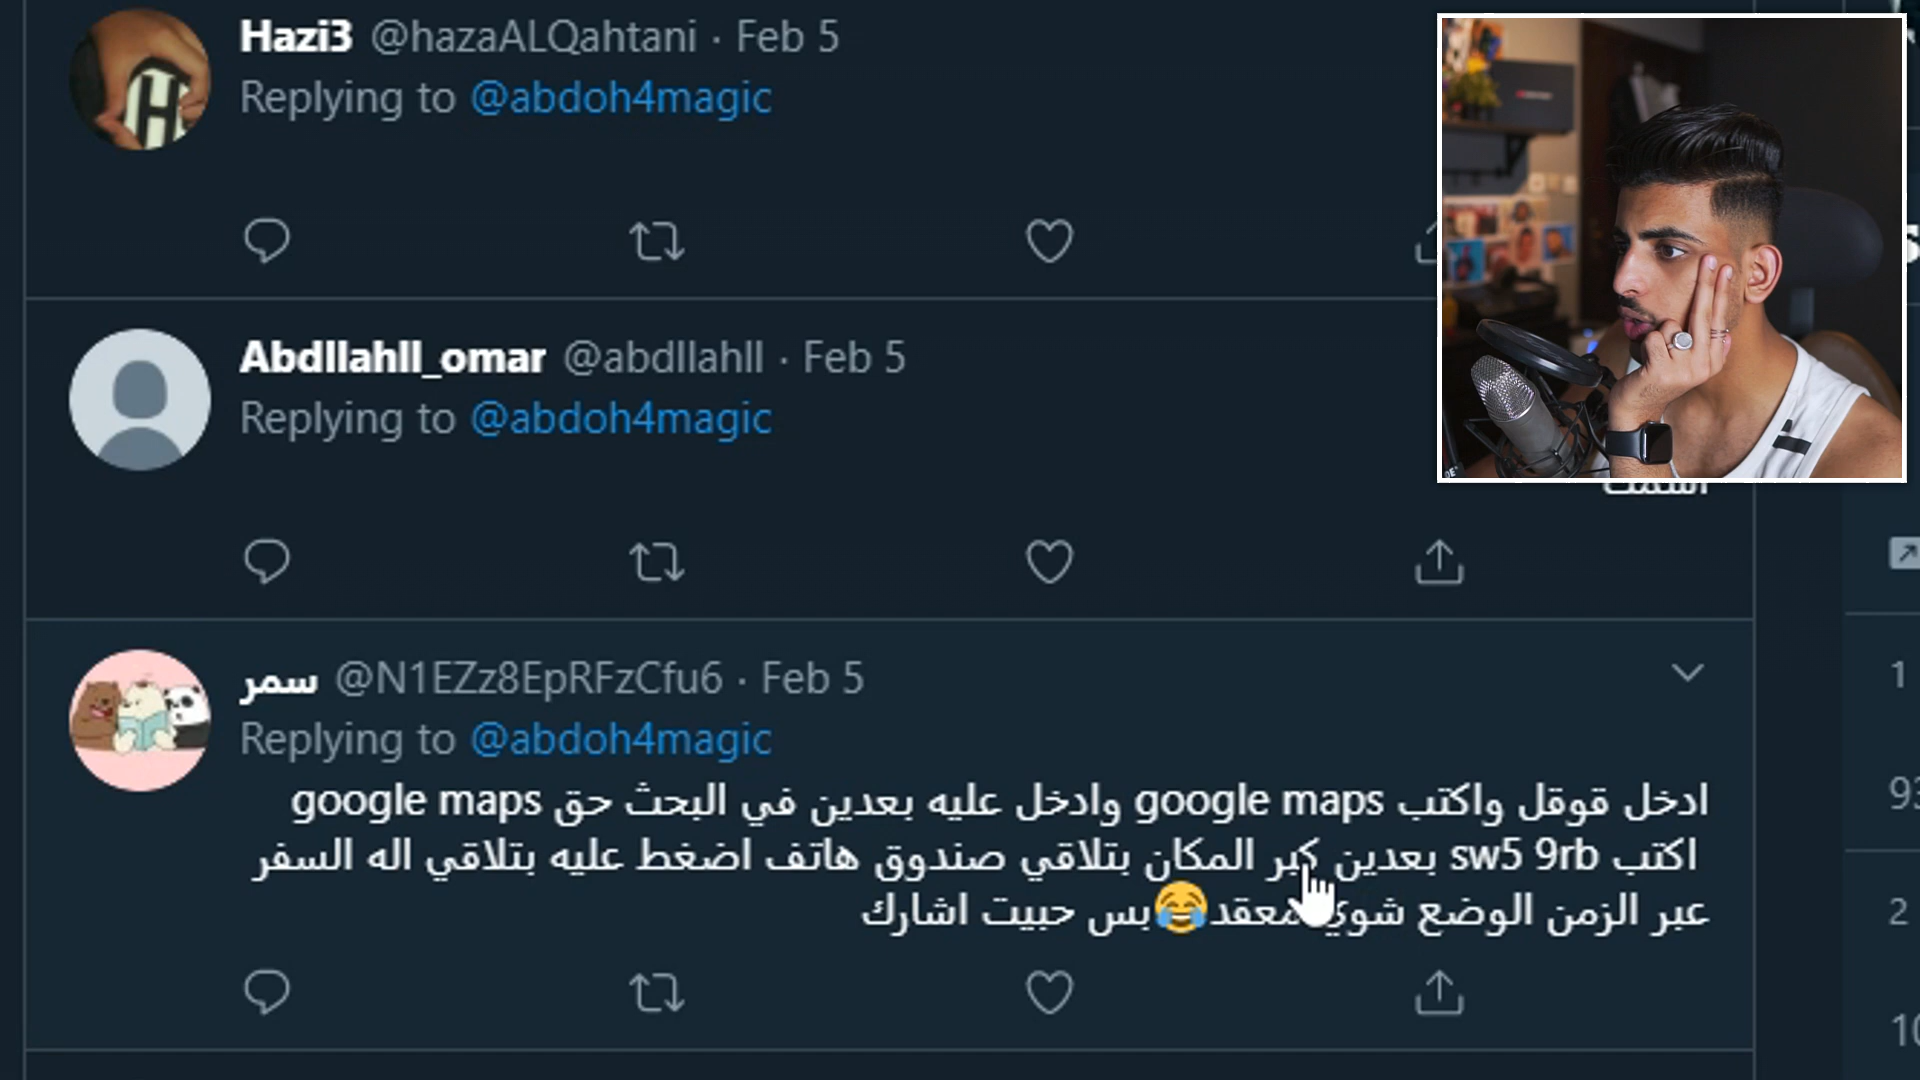 Hazi3 @hazaALQahtani · Feb 5
Replying to @abdoh4magic
Abdllahll_omar @abdllahll · Feb 5
Replying to @abdoh4magic
سمر @N1EZz8EpRFzCfu6 · Feb 5
Replying to @abdoh4magic
ادخل قوقل واكتب google maps وادخل عليه بعدين في البحث حق google maps
اكتب sw5 9rb بعدين كبر المكان بتلاقي صندوق هاتف اضغط عليه بتلاقي اله السفر
عبر الزمن الوضع شوي معقد😂بس حبيت اشارك
1
2